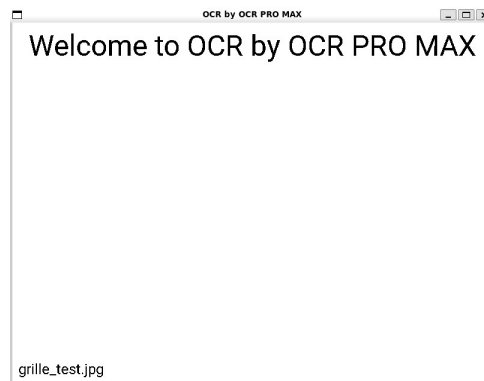 OCR by OCR PRO MAX
Welcome to OCR by OCR PRO MAX
grille_test.jpg